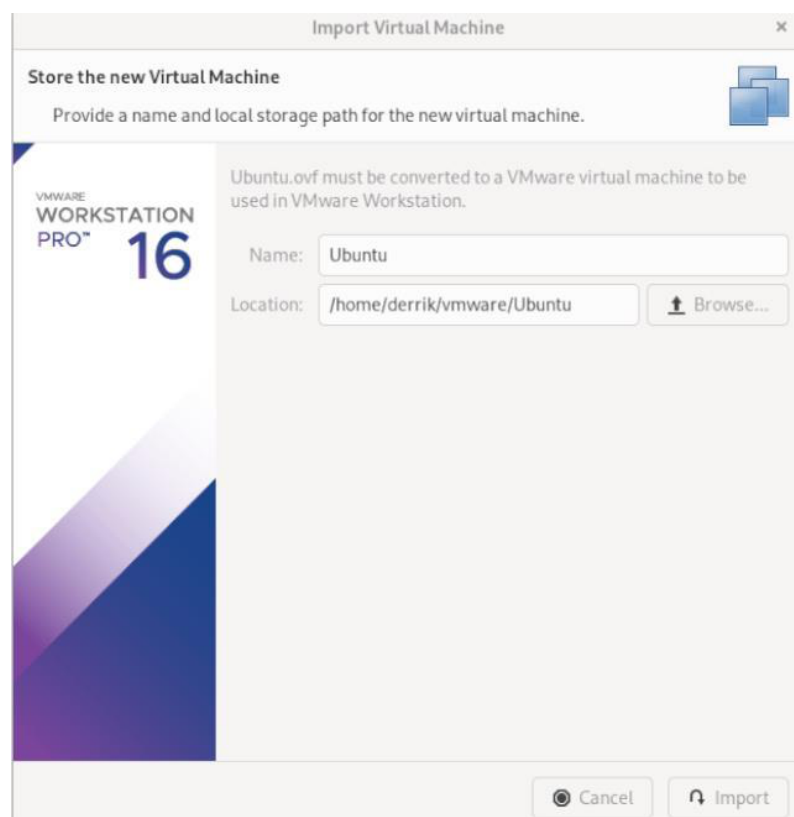 Import Virtual Machine
Store the new Virtual Machine
Provide a name and local storage path for the new virtual machine.
Ubuntu.ovf must be converted to a VMware virtual machine to be
used in VMware Workstation.
VMWARE
WORKSTATION
PRO™ 16
Name: Ubuntu
Location: /home/derrik/vmware/Ubuntu Browse...
Cancel Import